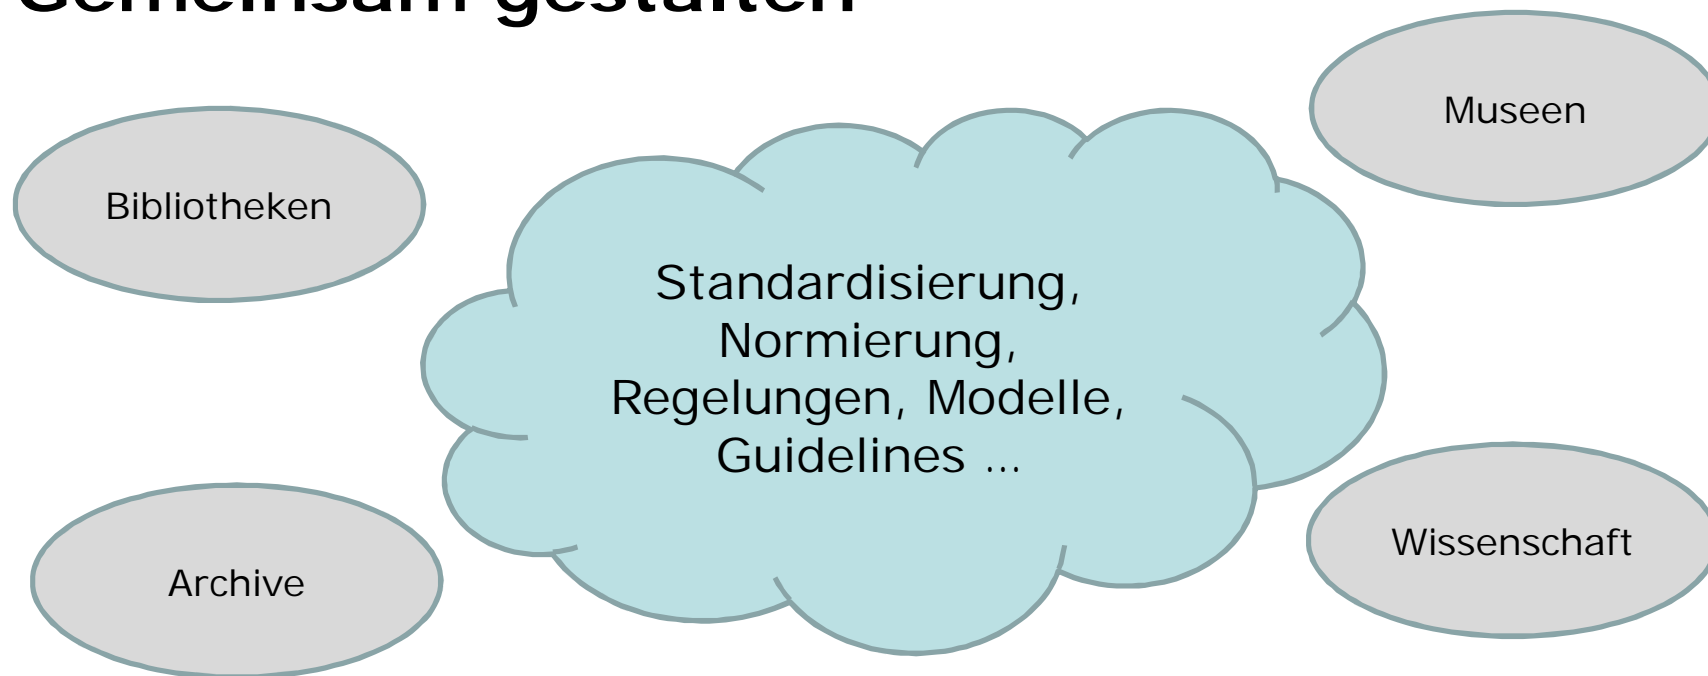 Gemeinsam gestalten
Museen
Bibliotheken
Standardisierung,
Normierung,
Regelungen, Modelle,
Guidelines ...
Wissenschaft
Archive